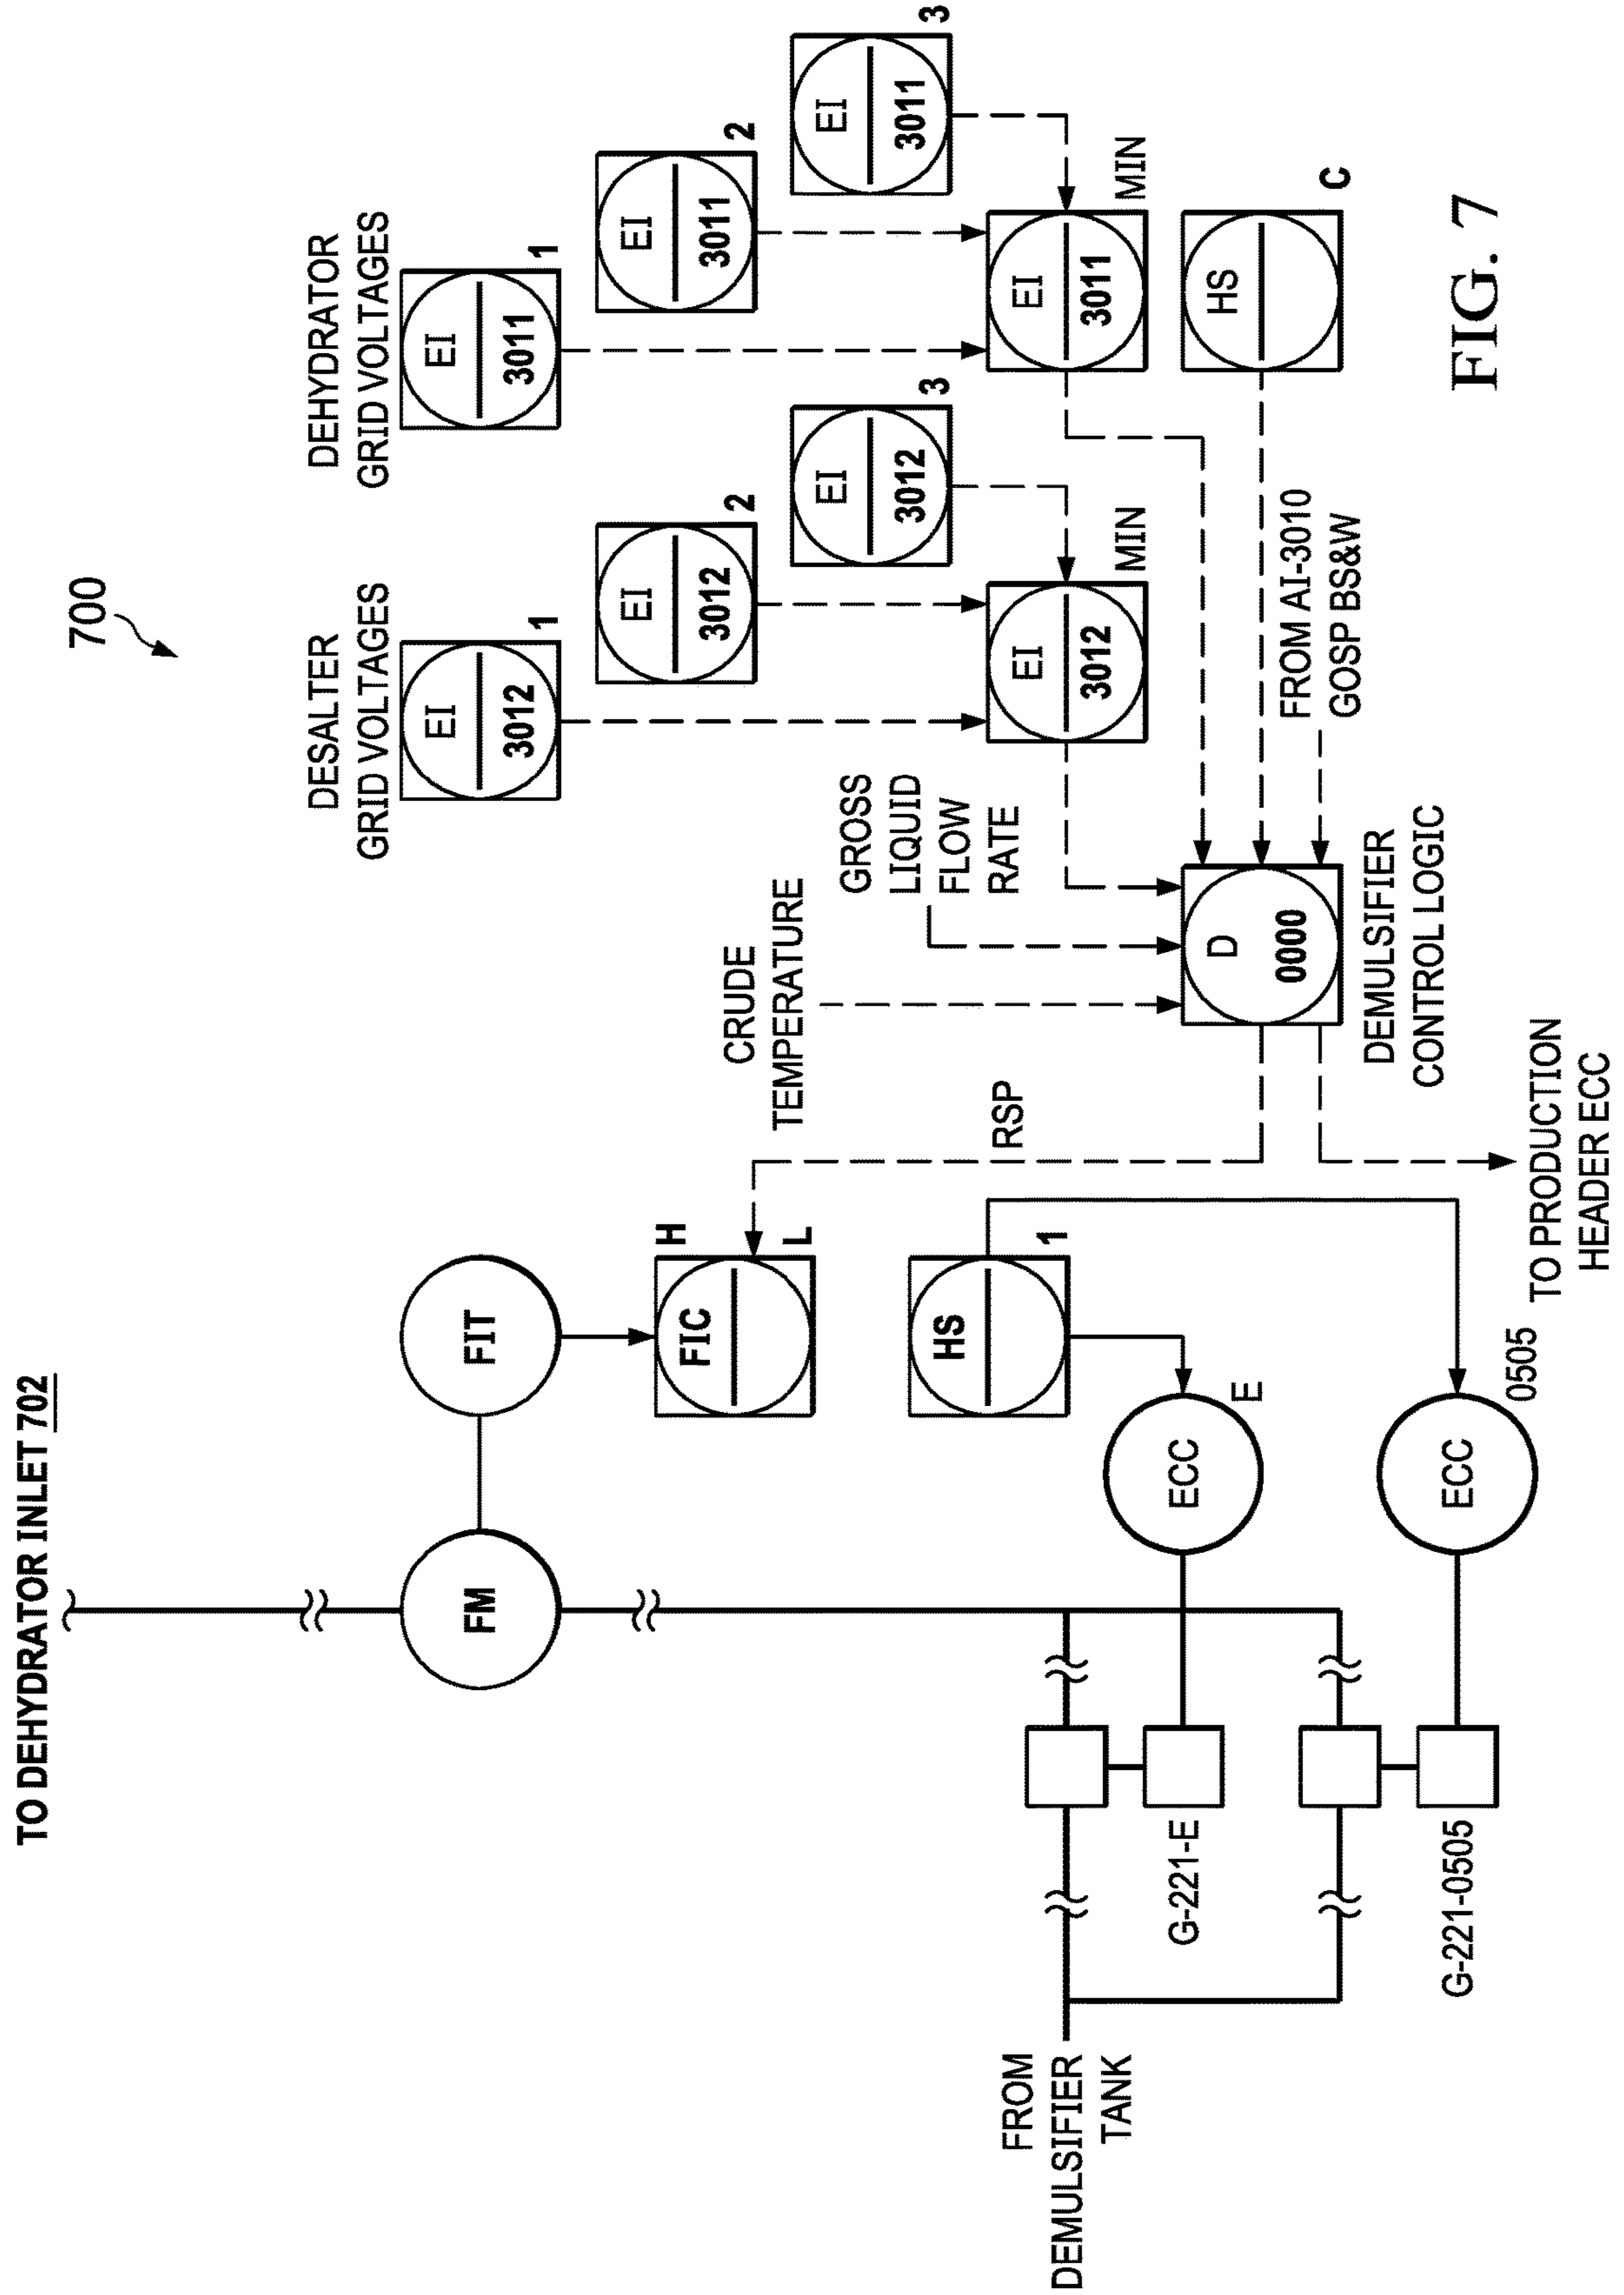 700
TO DEHYDRATOR INLET 702
DESALTER
GRID VOLTAGES
DEHYDRATOR
GRID VOLTAGES
FM
FIT
EI
3012
1
EI
3011
1
FIC
H
L
EI
3012
2
EI
3011
2
CRUDE
TEMPERATURE
GROSS
LIQUID
FLOW
RATE
EI
3012
3
EI
3011
3
FROM
DEMULSIFIER
TANK
HS
1
RSP
EI
3012
MIN
EI
3011
MIN
G-221-E
ECC
E
D
0000
DEMULSIFIER
CONTROL LOGIC
FROM AI-3010
GOSP BS&W
HS
C
G-221-0505
ECC
0505
TO PRODUCTION
HEADER ECC
FIG. 7